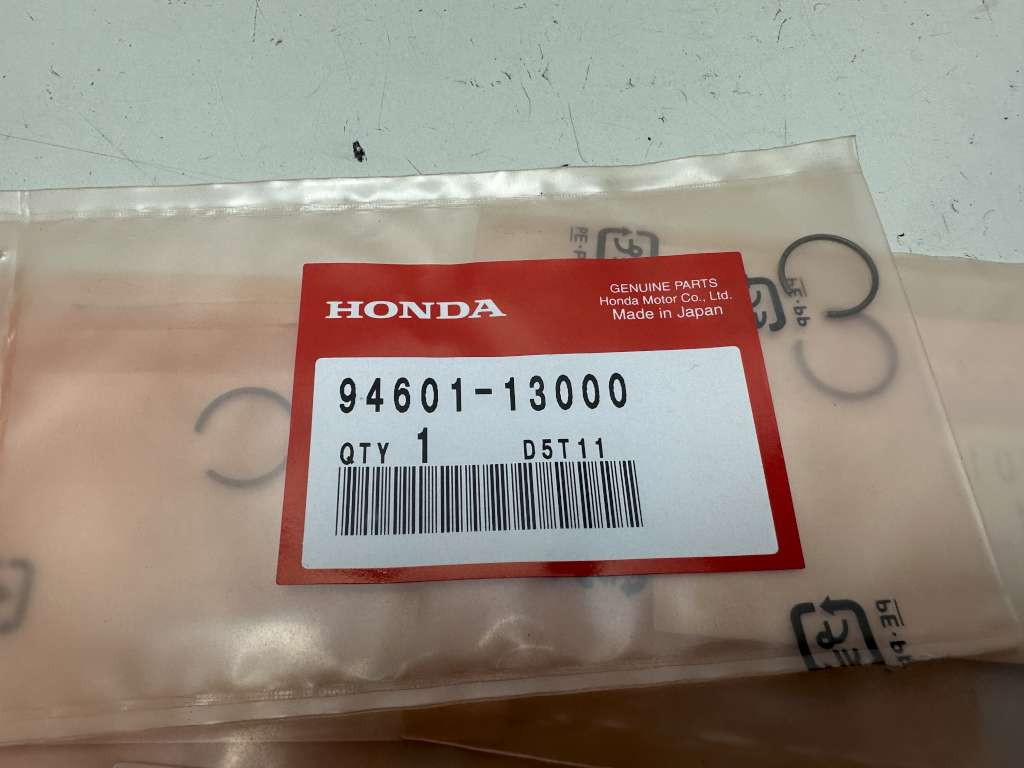 HONDA
GENUINE PARTS
Honda Motor Co., Ltd.
Made in Japan
94601-13000
QTY 1 D5T11